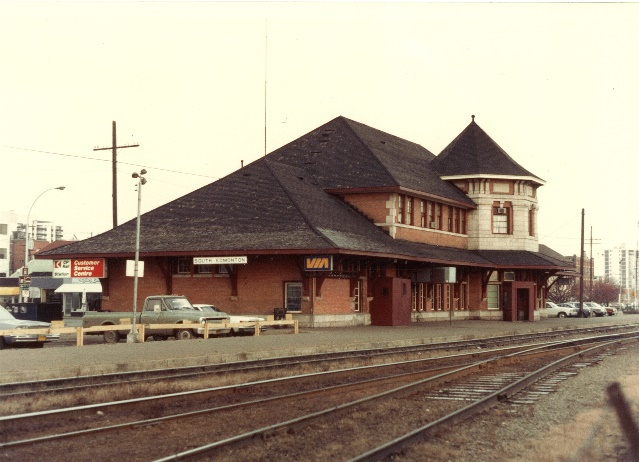 Customer
Service
Centre
SOUTH EDMONTON
VIA